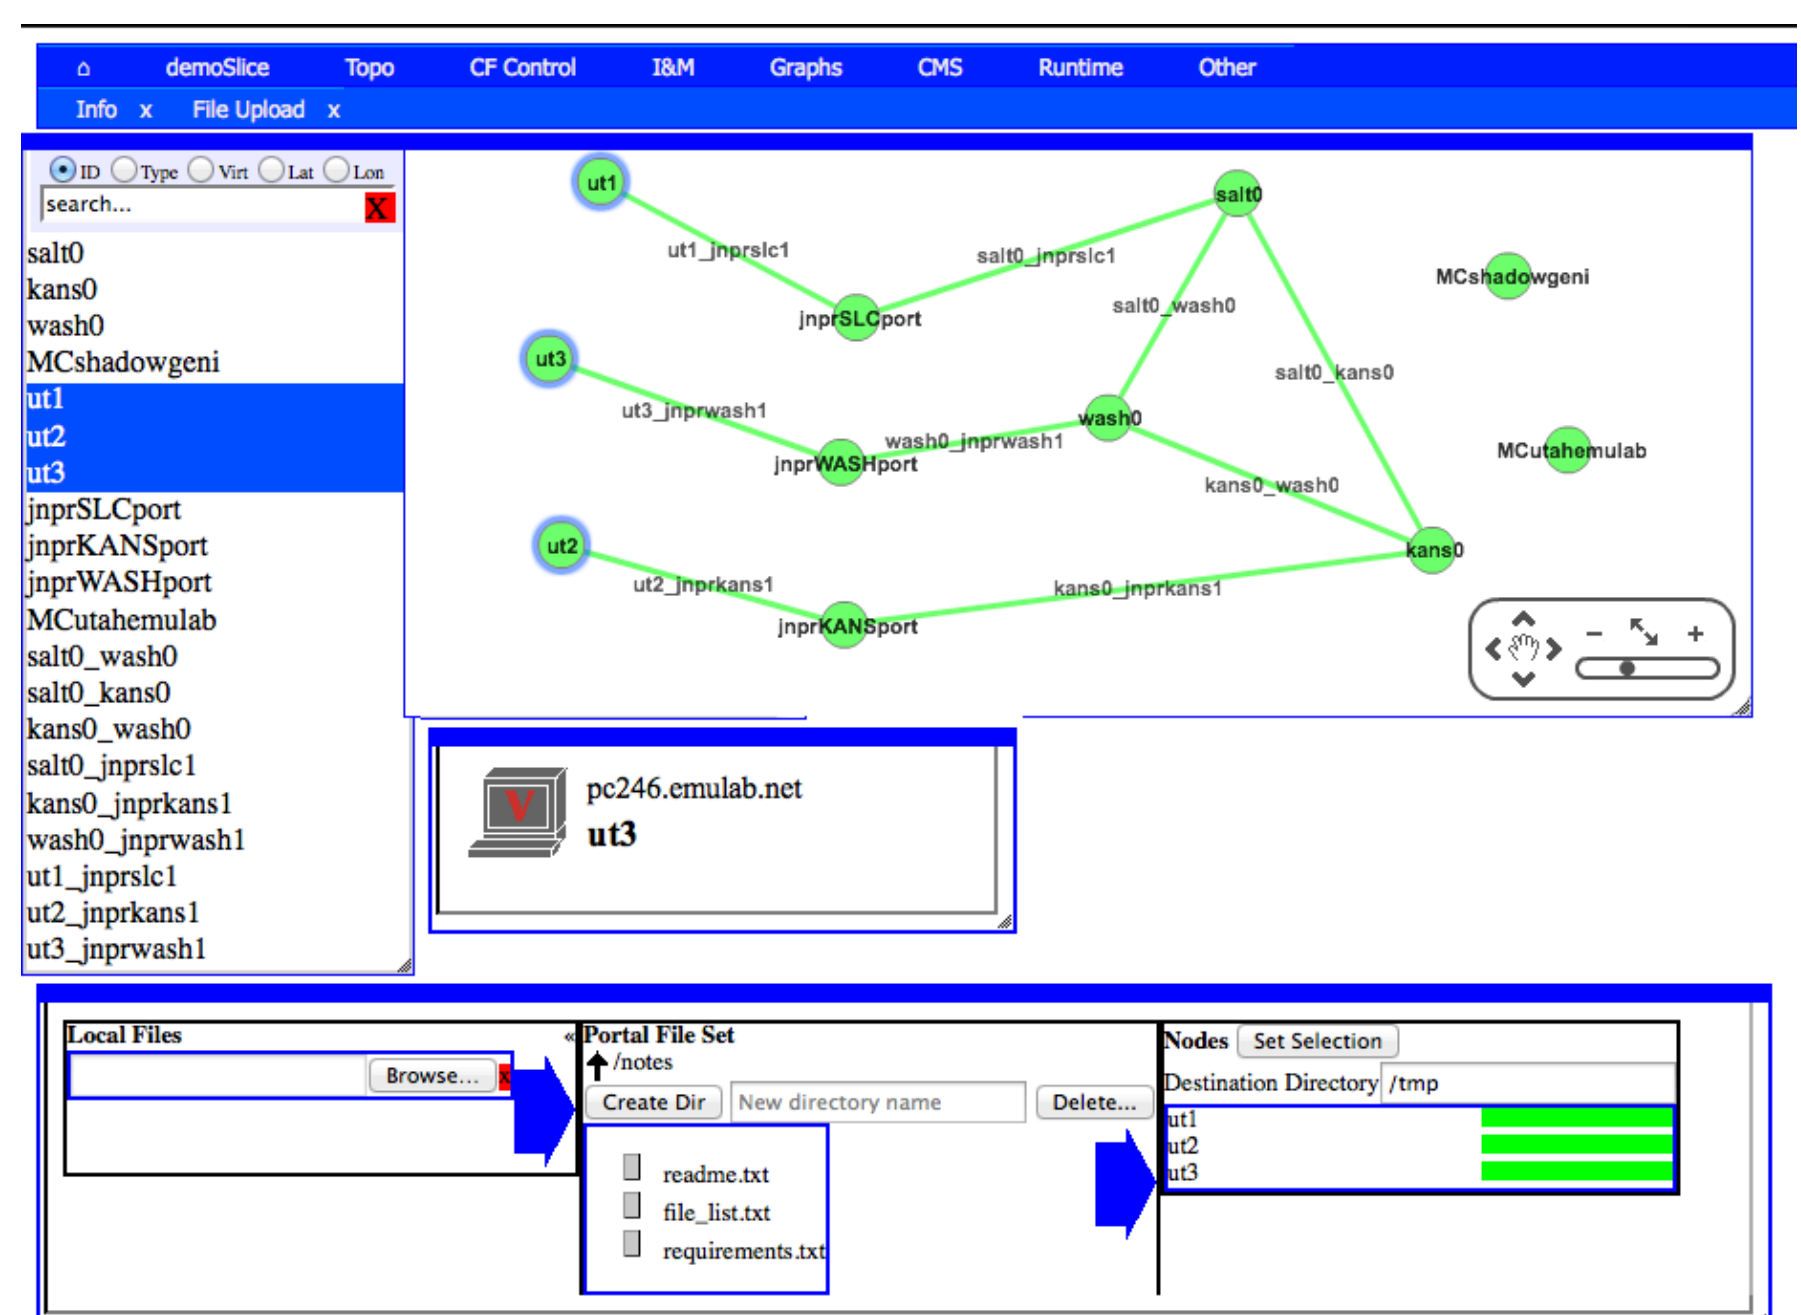 ⌂ demoSlice Topo CF Control I&M Graphs CMS Runtime Other
Info x File Upload x
ID Type Virt Lat Lon
search... X
salt0
kans0
wash0
MCshadowgeni
ut1
ut2
ut3
jnprSLCport
jnprKANSport
jnprWASHport
MCutahemulab
salt0_wash0
salt0_kans0
kans0_wash0
salt0_jnprslc1
kans0_jnprkans1
wash0_jnprwash1
ut1_jnprslc1
ut2_jnprkans1
ut3_jnprwash1
ut1
salt0
ut1_jnprslc1
salt0_jnprslc1
MCshadowgeni
salt0_wash0
jnprSLCport
ut3
salt0_kans0
ut3_jnprwash1
wash0
wash0_jnprwash1
MCutahemulab
jnprWASHport
kans0_wash0
ut2
kans0
ut2_jnprkans1
kans0_jnprkans1
jnprKANSport
V
pc246.emulab.net
ut3
Local Files «
Browse... x
Portal File Set
/notes
Create Dir New directory name Delete...
readme.txt
file_list.txt
requirements.txt
Nodes Set Selection
Destination Directory /tmp
ut1
ut2
ut3